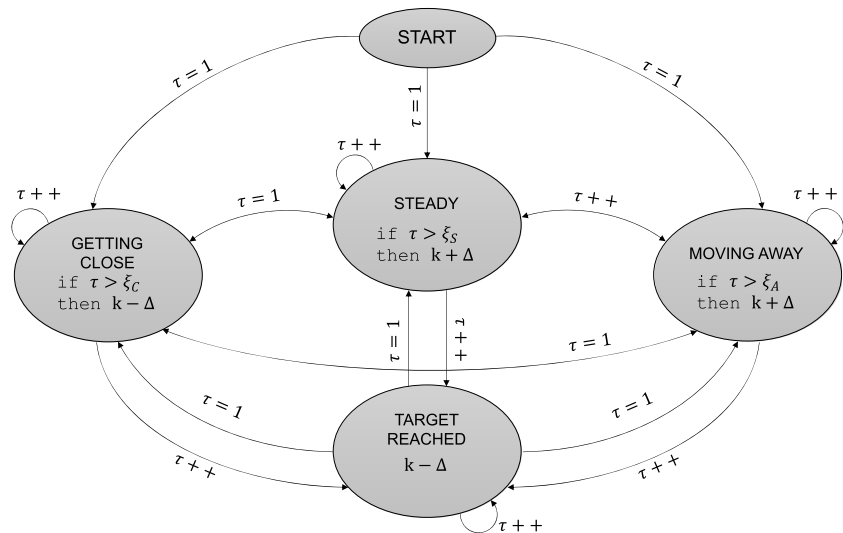 START
τ = 1
τ = 1
τ = 1
τ++
τ++
τ++
τ = 1
τ++
STEADY
if τ > ξ_S
then k + Δ
GETTING
CLOSE
if τ > ξ_C
then k − Δ
MOVING AWAY
if τ > ξ_A
then k + Δ
τ = 1
τ++
τ = 1
τ = 1
τ = 1
TARGET
REACHED
k − Δ
τ++
τ++
τ++